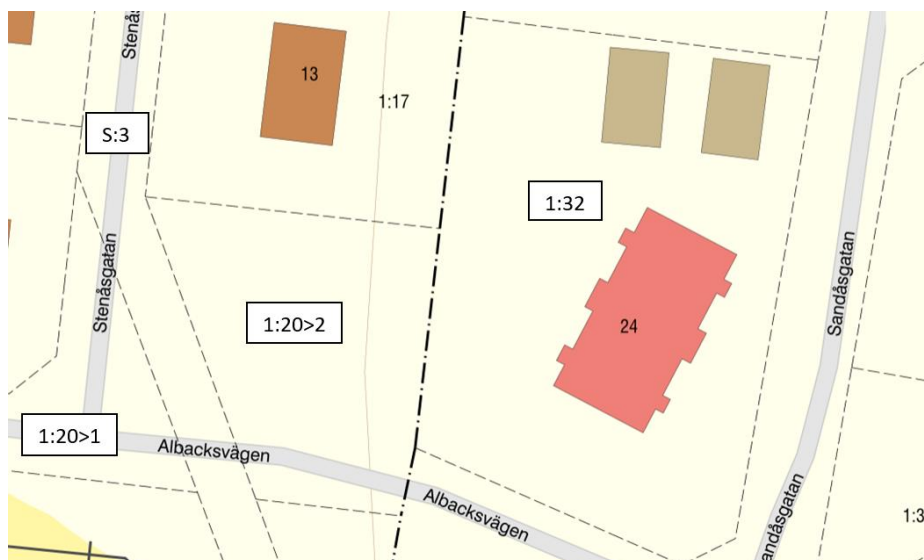 Stenås
13
1:17
S:3
1:32
Stenåsgatan
1:20>2
24
Sandåsgatan
1:20>1
Albacksvägen
Albacksvägen
Sandåsgatan
1:3